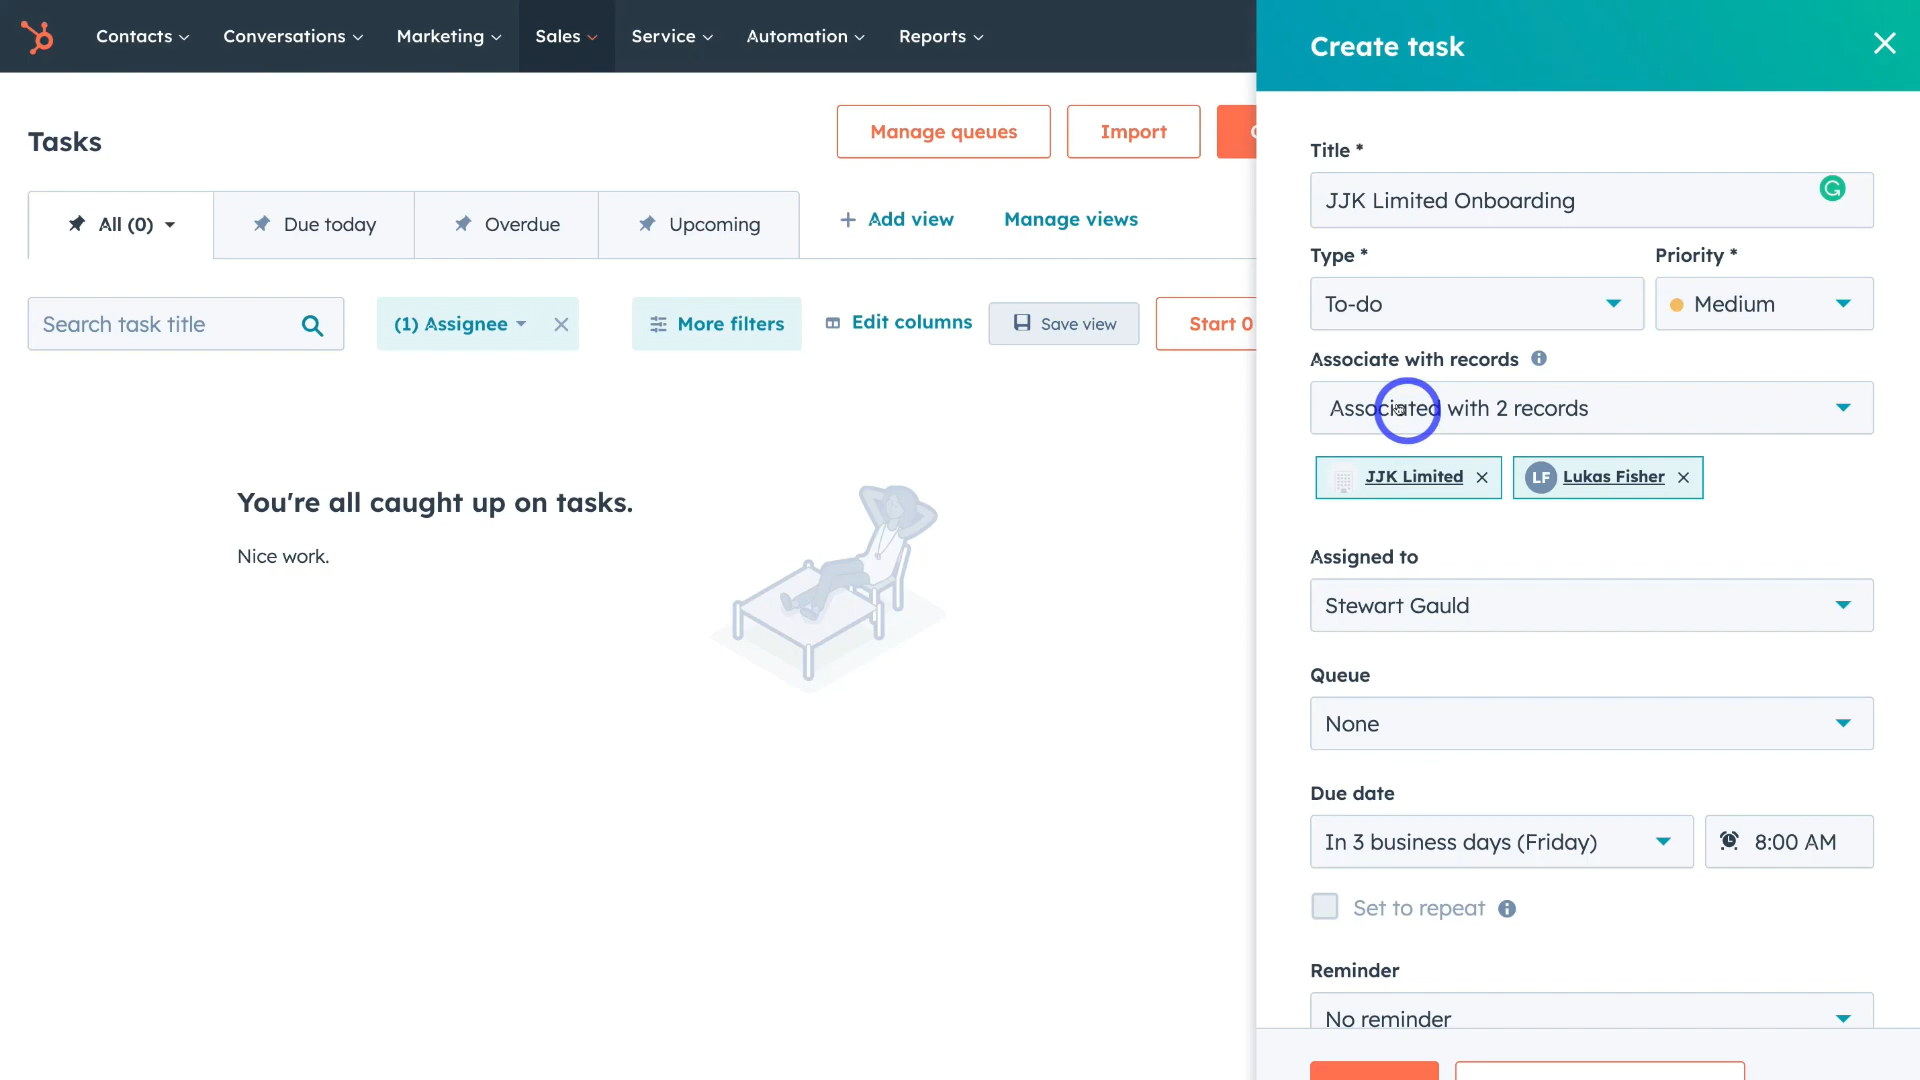 Contacts
Conversations
Marketing
Sales
Service
Automation
Reports
Create task
Tasks
Manage queues
Import
All (0)
Due today
Overdue
Upcoming
+ Add view
Manage views
Search task title
(1) Assignee
More filters
Edit columns
Save view
Start 0
You're all caught up on tasks.
Nice work.
Title *
JJK Limited Onboarding
Type *
Priority *
To-do
Medium
Associate with records
Associated with 2 records
JJK Limited
LF Lukas Fisher
Assigned to
Stewart Gauld
Queue
None
Due date
In 3 business days (Friday)
8:00 AM
Set to repeat
Reminder
No reminder